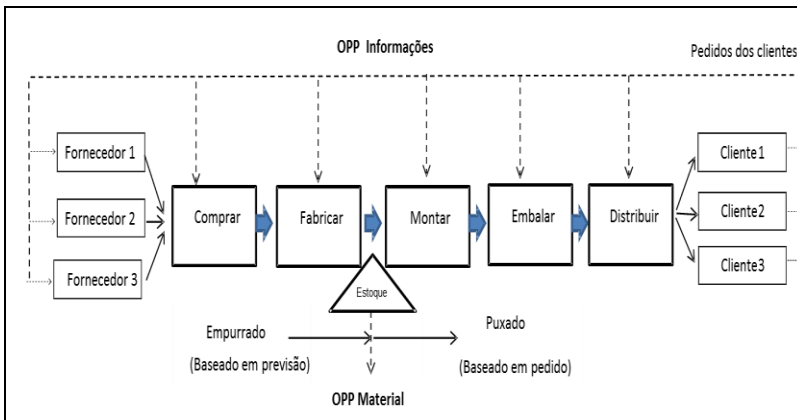 OPP Informações
Pedidos dos clientes
Fornecedor 1
Fornecedor 2
Fornecedor 3
Comprar
Fabricar
Montar
Embalar
Distribuir
Cliente1
Cliente2
Cliente3
Estoque
Empurrado
(Baseado em previsão)
Puxado
(Baseado em pedido)
OPP Material